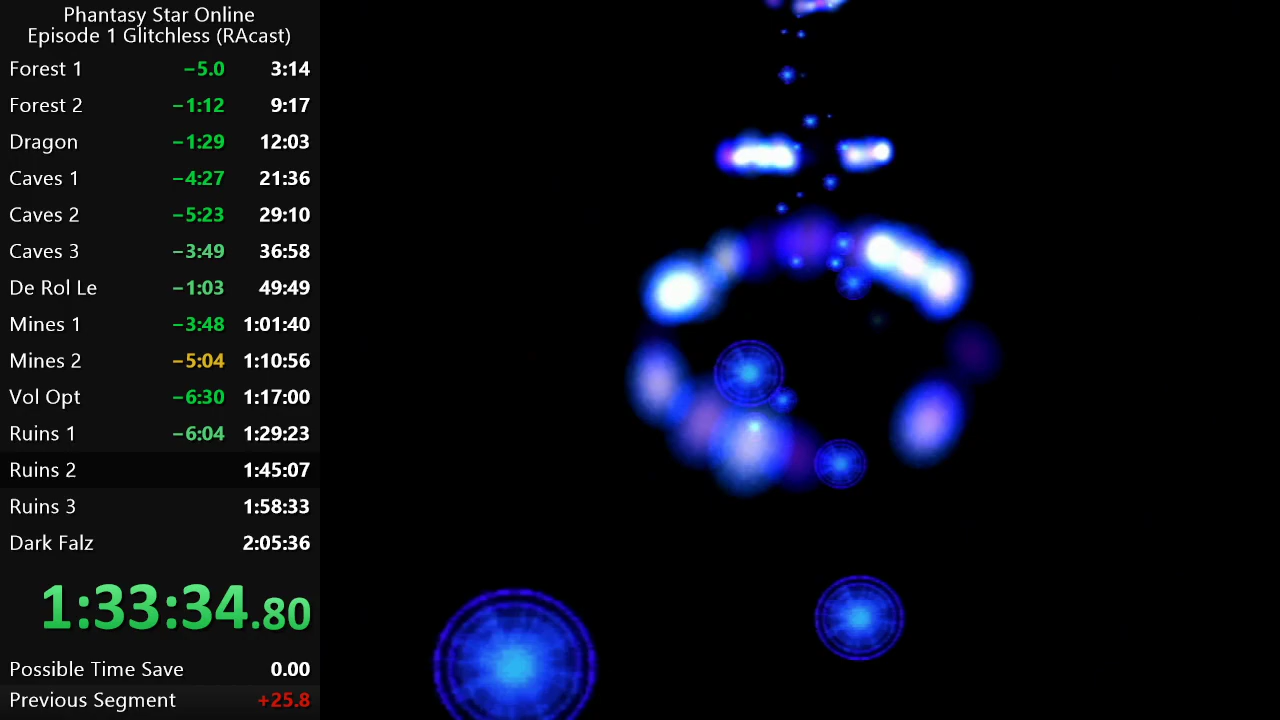 Phantasy Star Online
Episode 1 Glitchless (RAcast)
Forest 1 −5.0 3:14
Forest 2 −1:12 9:17
Dragon −1:29 12:03
Caves 1 −4:27 21:36
Caves 2 −5:23 29:10
Caves 3 −3:49 36:58
De Rol Le −1:03 49:49
Mines 1 −3:48 1:01:40
Mines 2 −5:04 1:10:56
Vol Opt −6:30 1:17:00
Ruins 1 −6:04 1:29:23
Ruins 2 1:45:07
Ruins 3 1:58:33
Dark Falz 2:05:36
1:33:34.80
Possible Time Save 0.00
Previous Segment +25.8